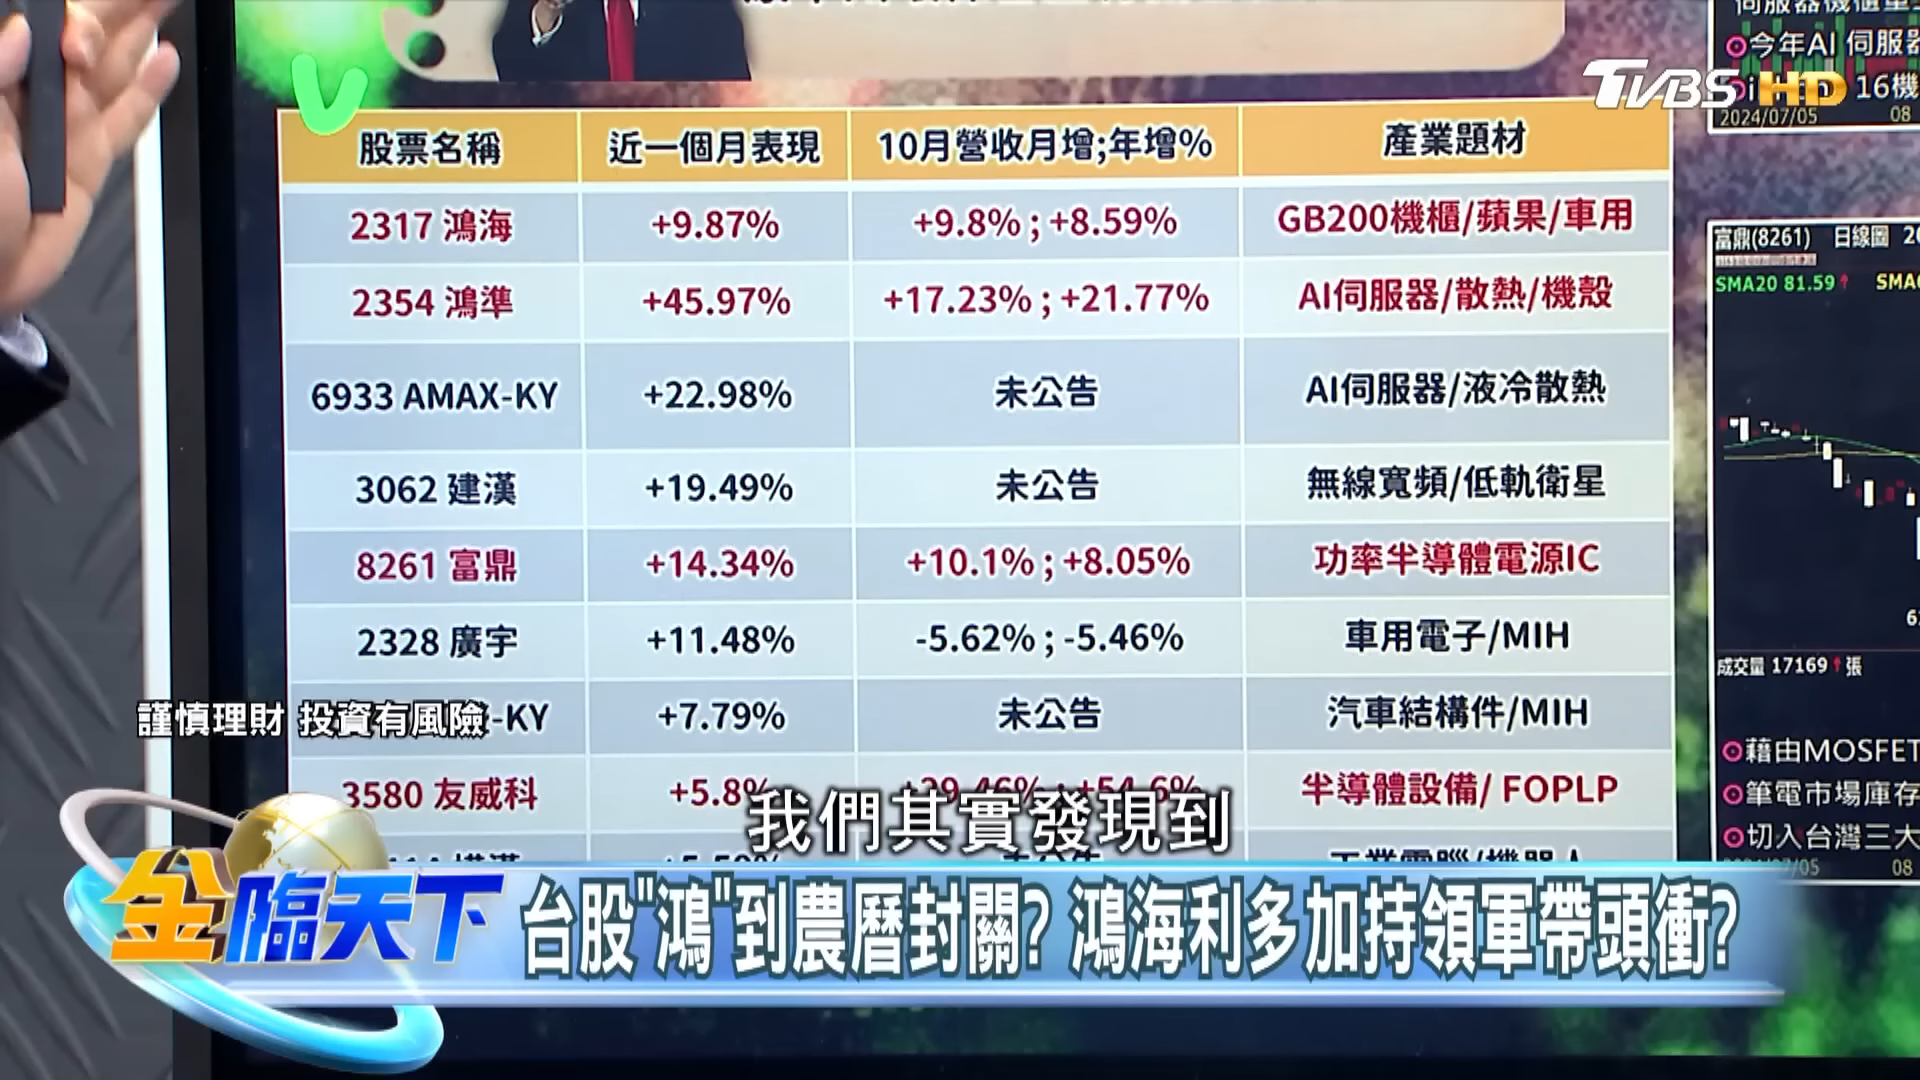 今年AI 伺服器
TVBS HD
16機
2024/07/05 08
股票名稱 近一個月表現 10月營收月增;年增% 產業題材
2317 鴻海 +9.87% +9.8% ; +8.59% GB200機櫃/蘋果/車用
2354 鴻準 +45.97% +17.23% ; +21.77% AI伺服器/散熱/機殼
6933 AMAX-KY +22.98% 未公告 AI伺服器/液冷散熱
3062 建漢 +19.49% 未公告 無線寬頻/低軌衛星
8261 富鼎 +14.34% +10.1% ; +8.05% 功率半導體電源IC
2328 廣宇 +11.48% -5.62% ; -5.46% 車用電子/MIH
-KY +7.79% 未公告 汽車結構件/MIH
3580 友威科 +5.8% +54.6% 半導體設備/ FOPLP
富鼎(8261) 日線圖
SMA20 81.59
成交量 17169 張
藉由MOSFET
筆電市場庫存
切入台灣三大
謹慎理財 投資有風險
我們其實發現到
金臨天下
台股"鴻"到農曆封關? 鴻海利多加持領軍帶頭衝?